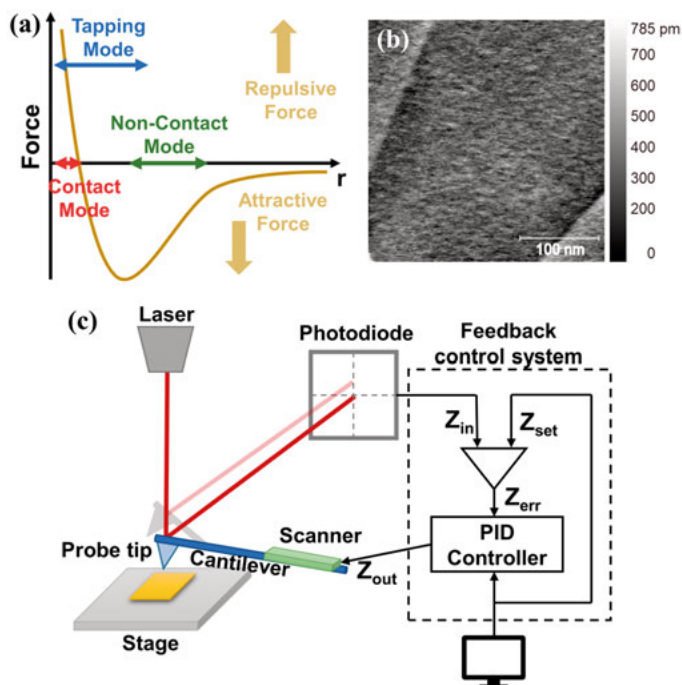 (a)
Tapping
Mode
Repulsive
Force
Non-Contact
Mode
Force
r
Contact
Mode
Attractive
Force
(b)
785 pm
700
600
500
400
300
200
0
100 nm
(c)
Laser
Photodiode
Feedback
control system
Zin
Zset
Zerr
PID
Controller
Scanner
Probe tip
Cantilever
Zout
Stage